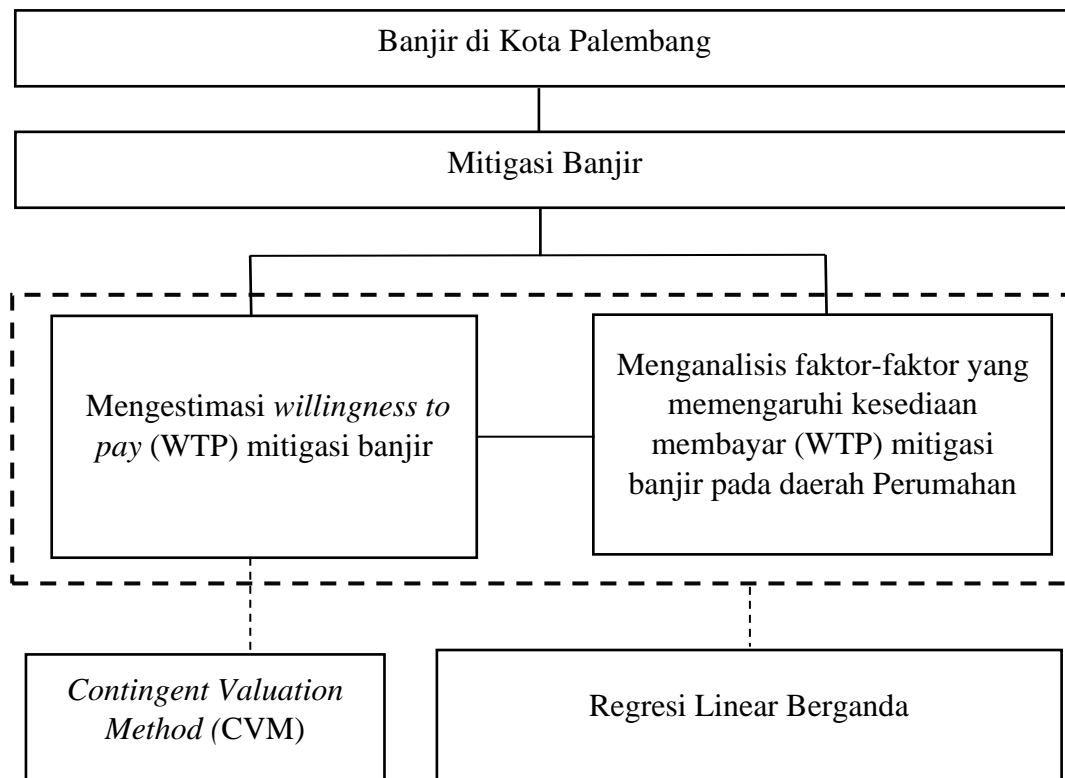 Banjir di Kota Palembang
Mitigasi Banjir
Mengestimasi willingness to
pay (WTP) mitigasi banjir
Menganalisis faktor-faktor yang
memengaruhi kesediaan
membayar (WTP) mitigasi
banjir pada daerah Perumahan
Contingent Valuation
Method (CVM)
Regresi Linear Berganda